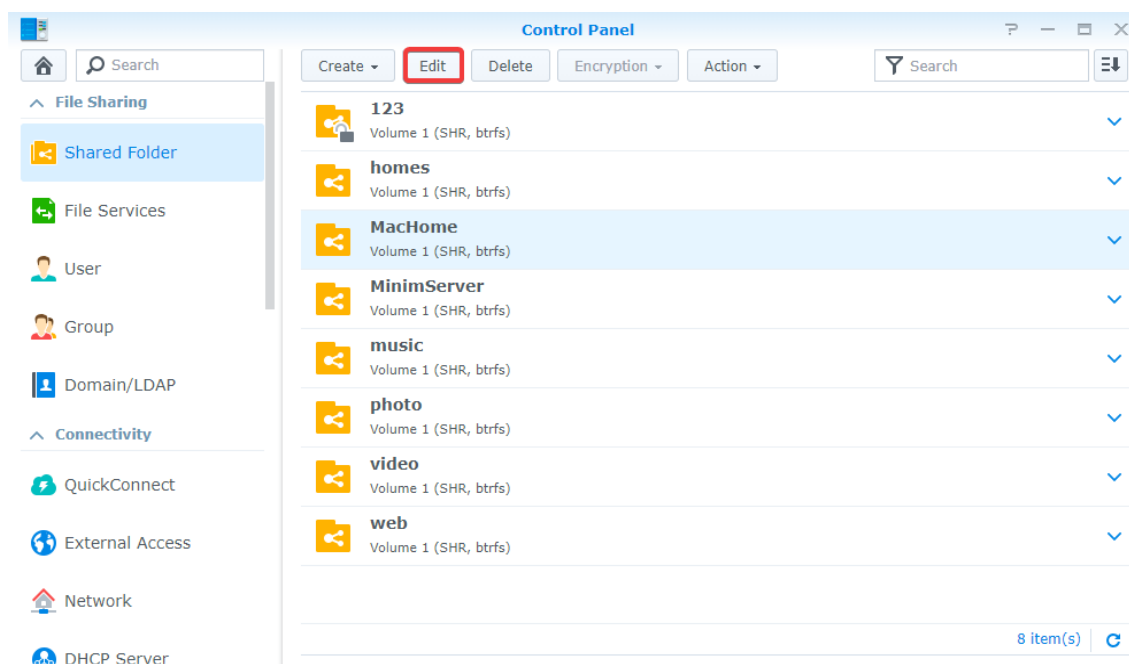 Control Panel
Search
Create Edit Delete Encryption Action Search
File Sharing
Shared Folder
File Services
User
Group
Domain/LDAP
Connectivity
QuickConnect
External Access
Network
DHCP Server
123
Volume 1 (SHR, btrfs)
homes
Volume 1 (SHR, btrfs)
MacHome
Volume 1 (SHR, btrfs)
MinimServer
Volume 1 (SHR, btrfs)
music
Volume 1 (SHR, btrfs)
photo
Volume 1 (SHR, btrfs)
video
Volume 1 (SHR, btrfs)
web
Volume 1 (SHR, btrfs)
8 item(s)